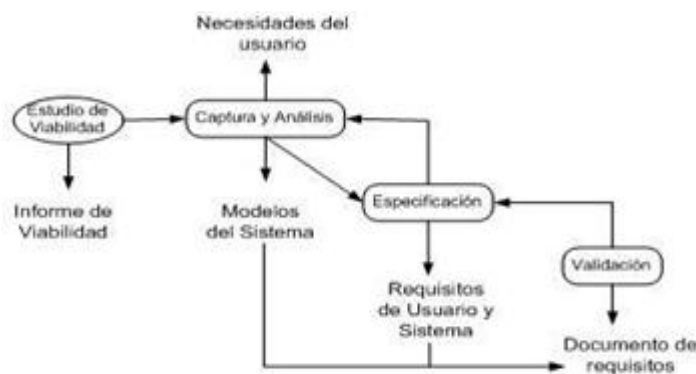 Necesidades del
usuario
Estudio de
Viabilidad
Captura y Análisis
Informe de
Viabilidad
Modelos
del Sistema
Especificación
Requisitos
de Usuario y
Sistema
Validación
Documento de
requisitos